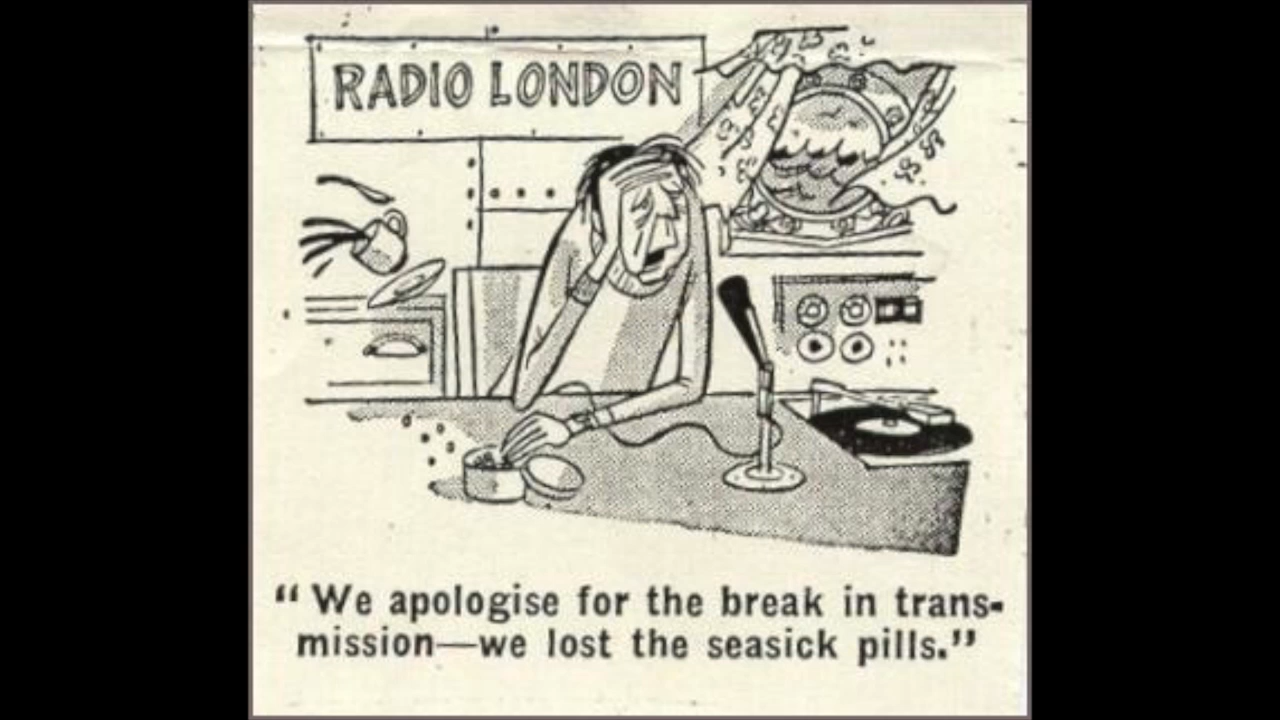 RADIO LONDON
“We apologise for the break in trans-
mission—we lost the seasick pills.”